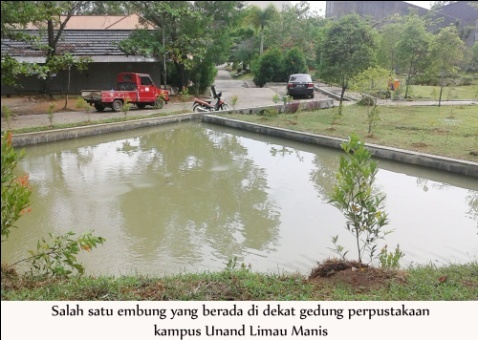 Salah satu embung yang berada di dekat gedung perpustakaan
kampus Unand Limau Manis